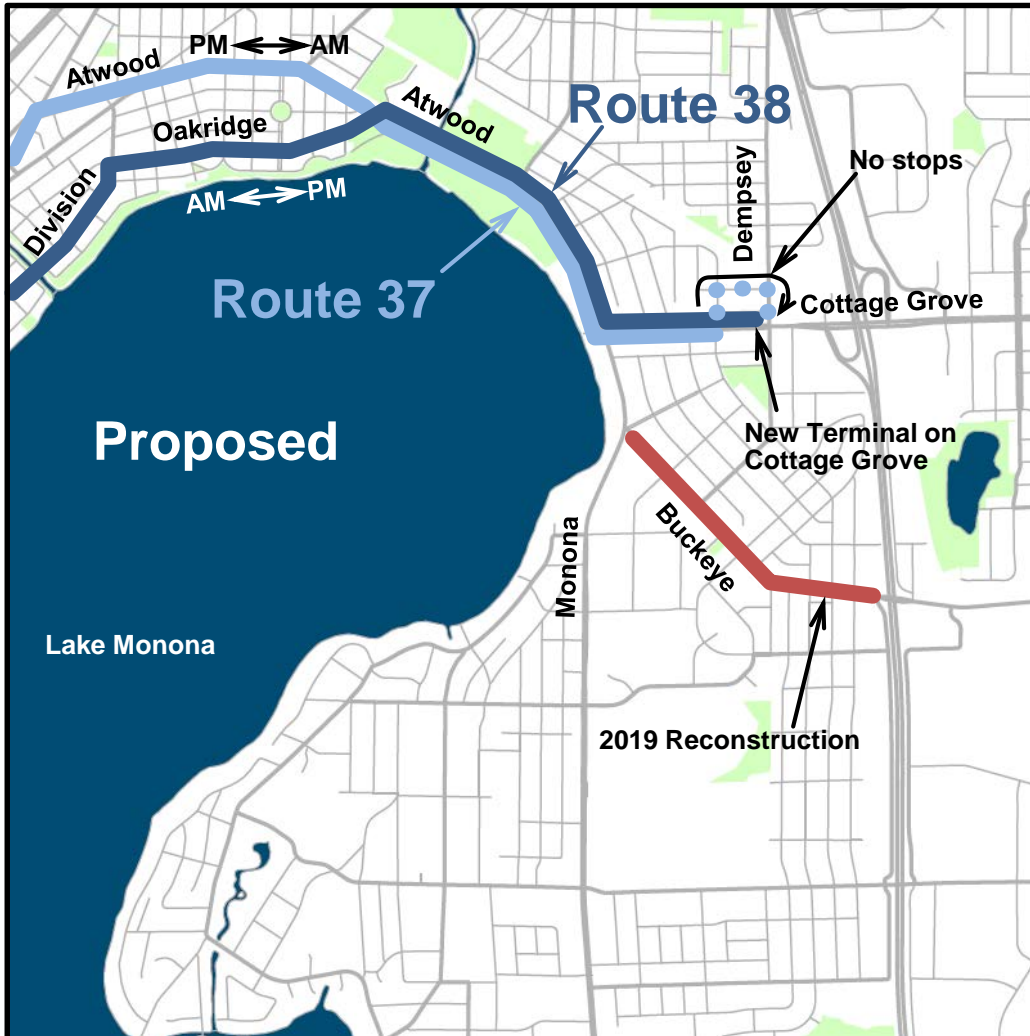 PM AM
Atwood
Atwood
Route 38
Oakridge
Dempsey
No stops
AM PM
Division
Route 37
Cottage Grove
Proposed
New Terminal on
Cottage Grove
Buckeye
Monona
Lake Monona
2019 Reconstruction